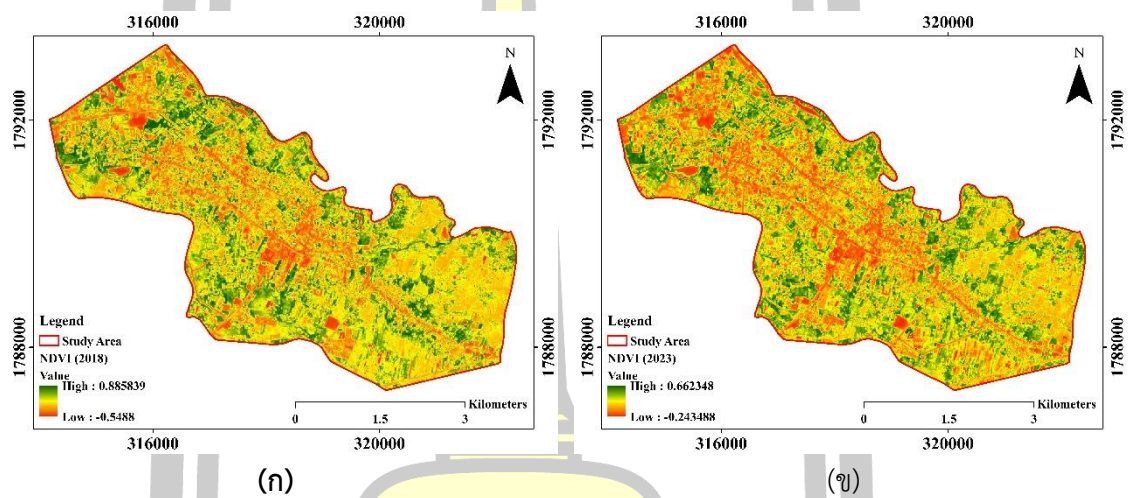 316000
320000
N
1792000
1792000
1788000
1788000
Legend
Study Area
NDVI (2018)
Value
High : 0.885839
Low : -0.5488
Kilometers
0
1.5
3
316000
320000
(ก)
316000
320000
N
1792000
1792000
1788000
1788000
Legend
Study Area
NDVI (2023)
Value
High : 0.662348
Low : -0.243488
Kilometers
0
1.5
3
316000
320000
(ข)